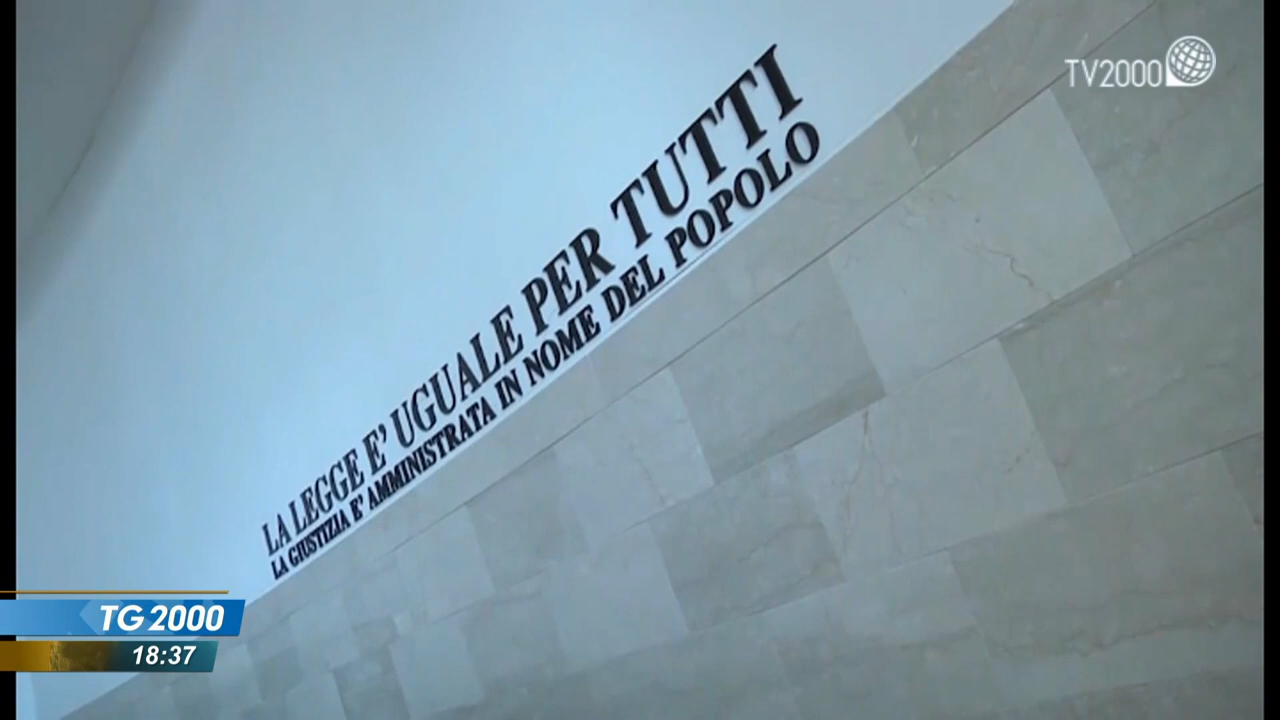 TV2000
LA LEGGE E' UGUALE PER TUTTI
LA GIUSTIZIA E' AMMINISTRATA IN NOME DEL POPOLO
TG 2000
18:37